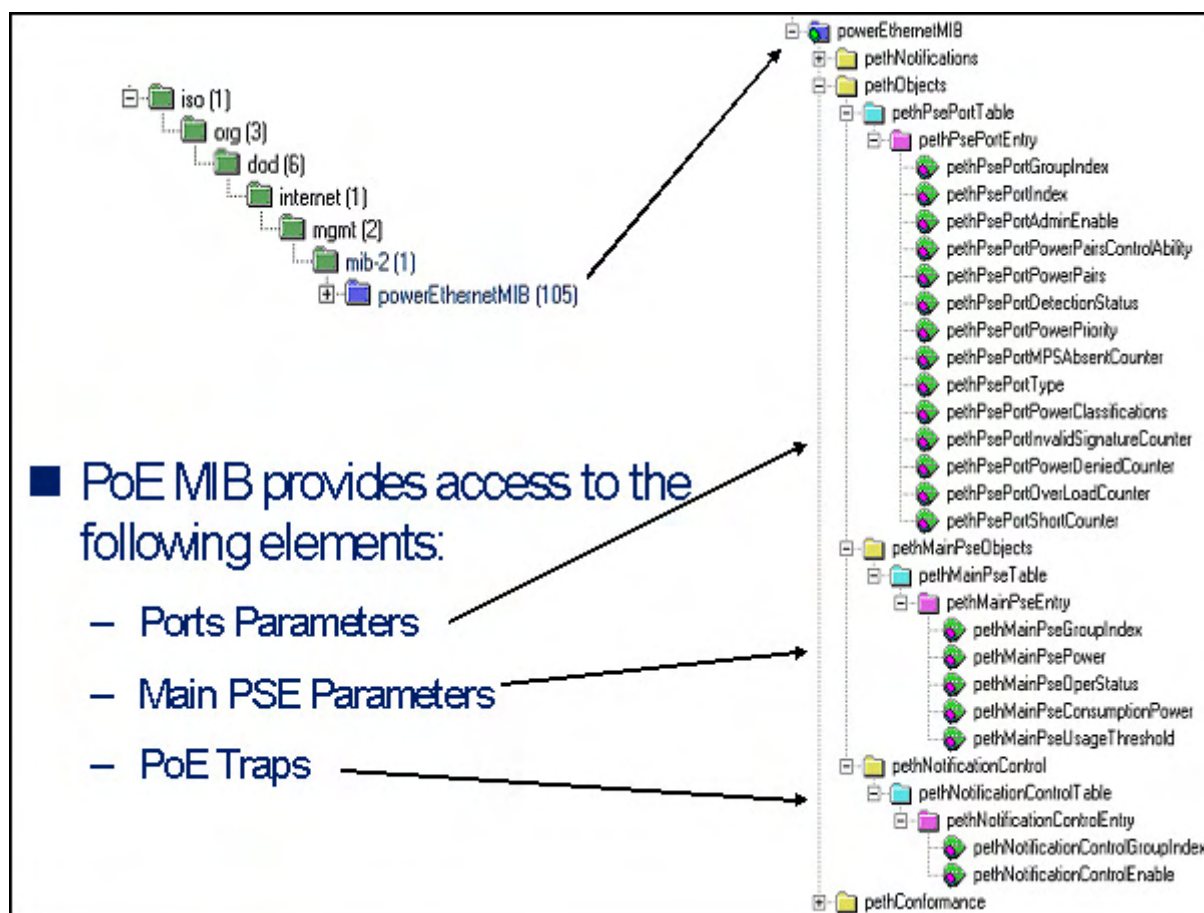 iso (1)
org (3)
dod (6)
internet (1)
mgmt (2)
mib-2 (1)
powerEthernetMIB (105)
PoE MIB provides access to the
following elements:
– Ports Parameters
– Main PSE Parameters
– PoE Traps
powerEthernetMIB
pethNotifications
pethObjects
pethPsePortTable
pethPsePortEntry
pethPsePortGroupIndex
pethPsePortIndex
pethPsePortAdminEnable
pethPsePortPowerPairsControlAbility
pethPsePortPowerPairs
pethPsePortDetectionStatus
pethPsePortPowerPriority
pethPsePortMPSAbsentCounter
pethPsePortType
pethPsePortPowerClassifications
pethPsePortInvalidSignatureCounter
pethPsePortPowerDeniedCounter
pethPsePortOverLoadCounter
pethPsePortShortCounter
pethMainPseObjects
pethMainPseTable
pethMainPseEntry
pethMainPseGroupIndex
pethMainPsePower
pethMainPseOperStatus
pethMainPseConsumptionPower
pethMainPseUsageThreshold
pethNotificationControl
pethNotificationControlTable
pethNotificationControlEntry
pethNotificationControlGroupIndex
pethNotificationControlEnable
pethConformance